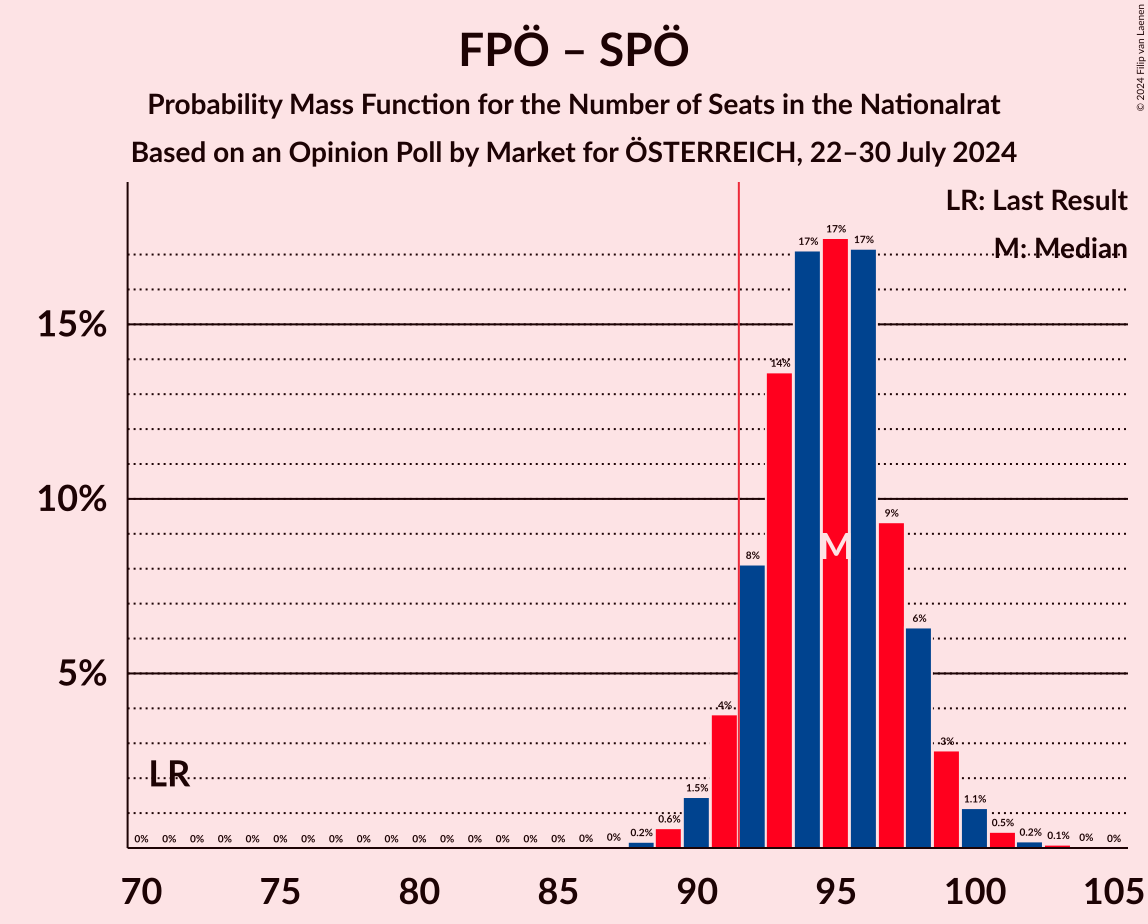 FPÖ – SPÖ
Probability Mass Function for the Number of Seats in the Nationalrat
Based on an Opinion Poll by Market for ÖSTERREICH, 22–30 July 2024
© 2024 Filip van Laenen
LR: Last Result
M: Median
15%
10%
5%
LR
M
0% 0% 0% 0% 0% 0% 0% 0% 0% 0% 0% 0% 0% 0% 0% 0% 0% 0% 0.2% 0.6% 1.5% 4% 8% 14% 17% 17% 17% 9% 6% 3% 1.1% 0.5% 0.2% 0.1% 0% 0%
70 75 80 85 90 95 100 105